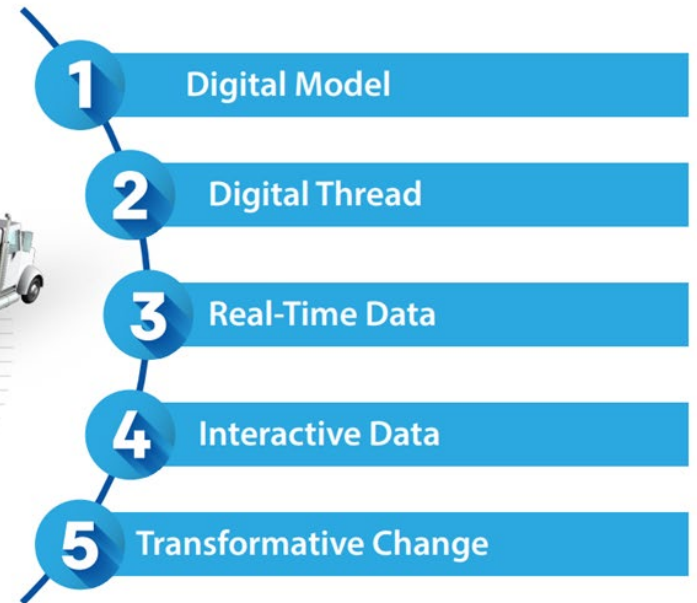 1 Digital Model
2 Digital Thread
3 Real-Time Data
4 Interactive Data
5 Transformative Change